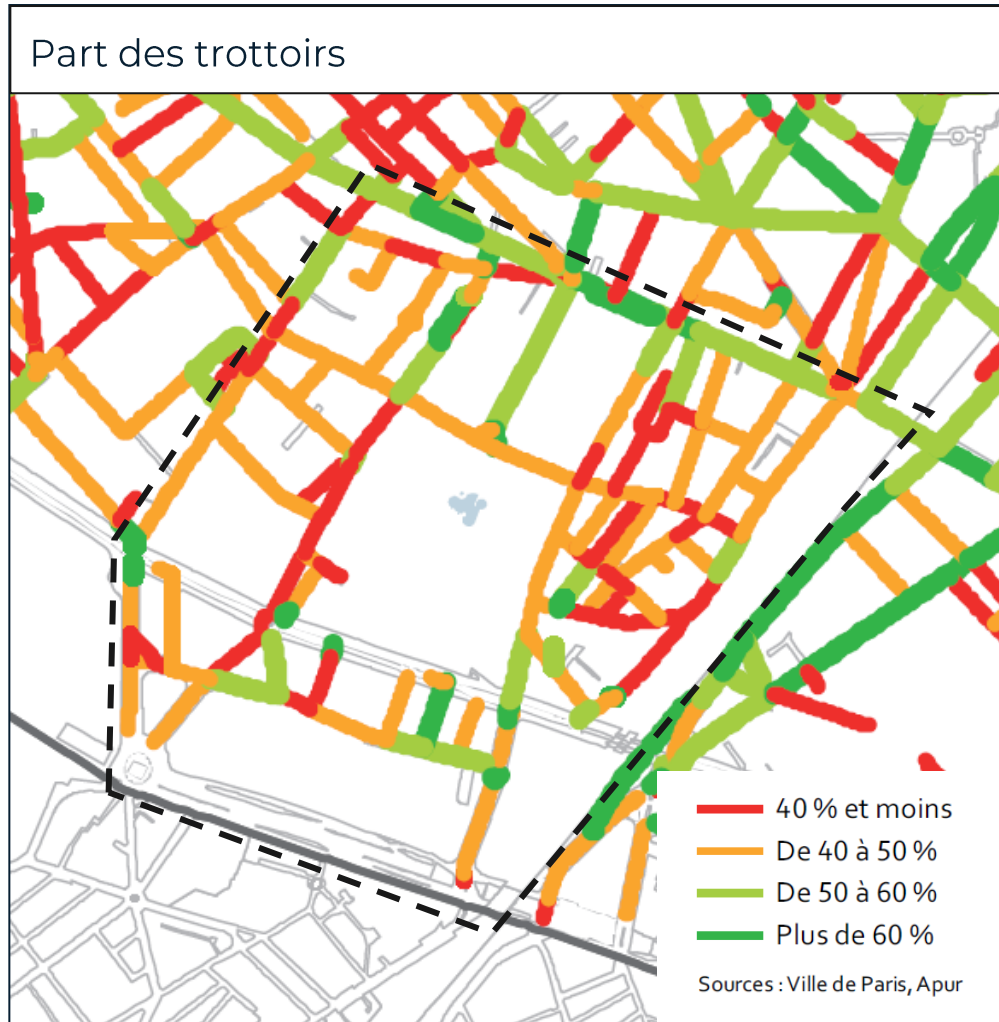 Part des trottoirs
40 % et moins
De 40 à 50 %
De 50 à 60 %
Plus de 60 %
Sources : Ville de Paris, Apur